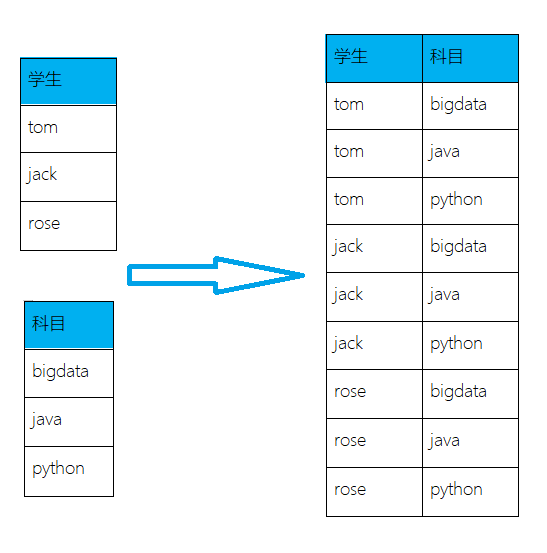 学生
tom
jack
rose
科目
bigdata
java
python
学生 科目
tom bigdata
tom java
tom python
jack bigdata
jack java
jack python
rose bigdata
rose java
rose python